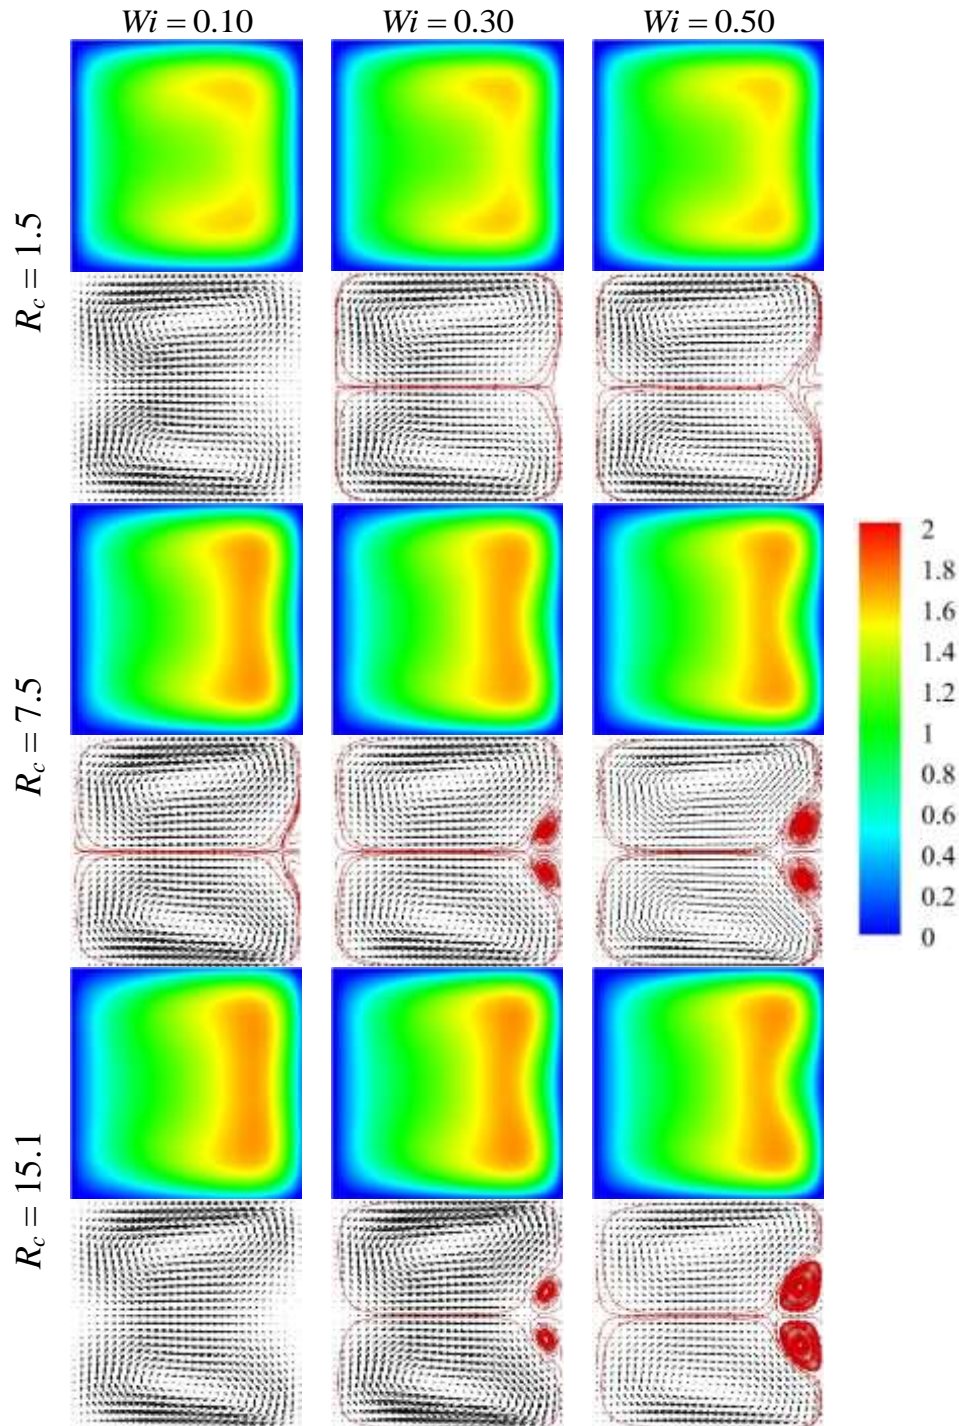 Wi = 0.10
Wi = 0.30
Wi = 0.50
R_c = 1.5
R_c = 7.5
R_c = 15.1
2
1.8
1.6
1.4
1.2
1
0.8
0.6
0.4
0.2
0